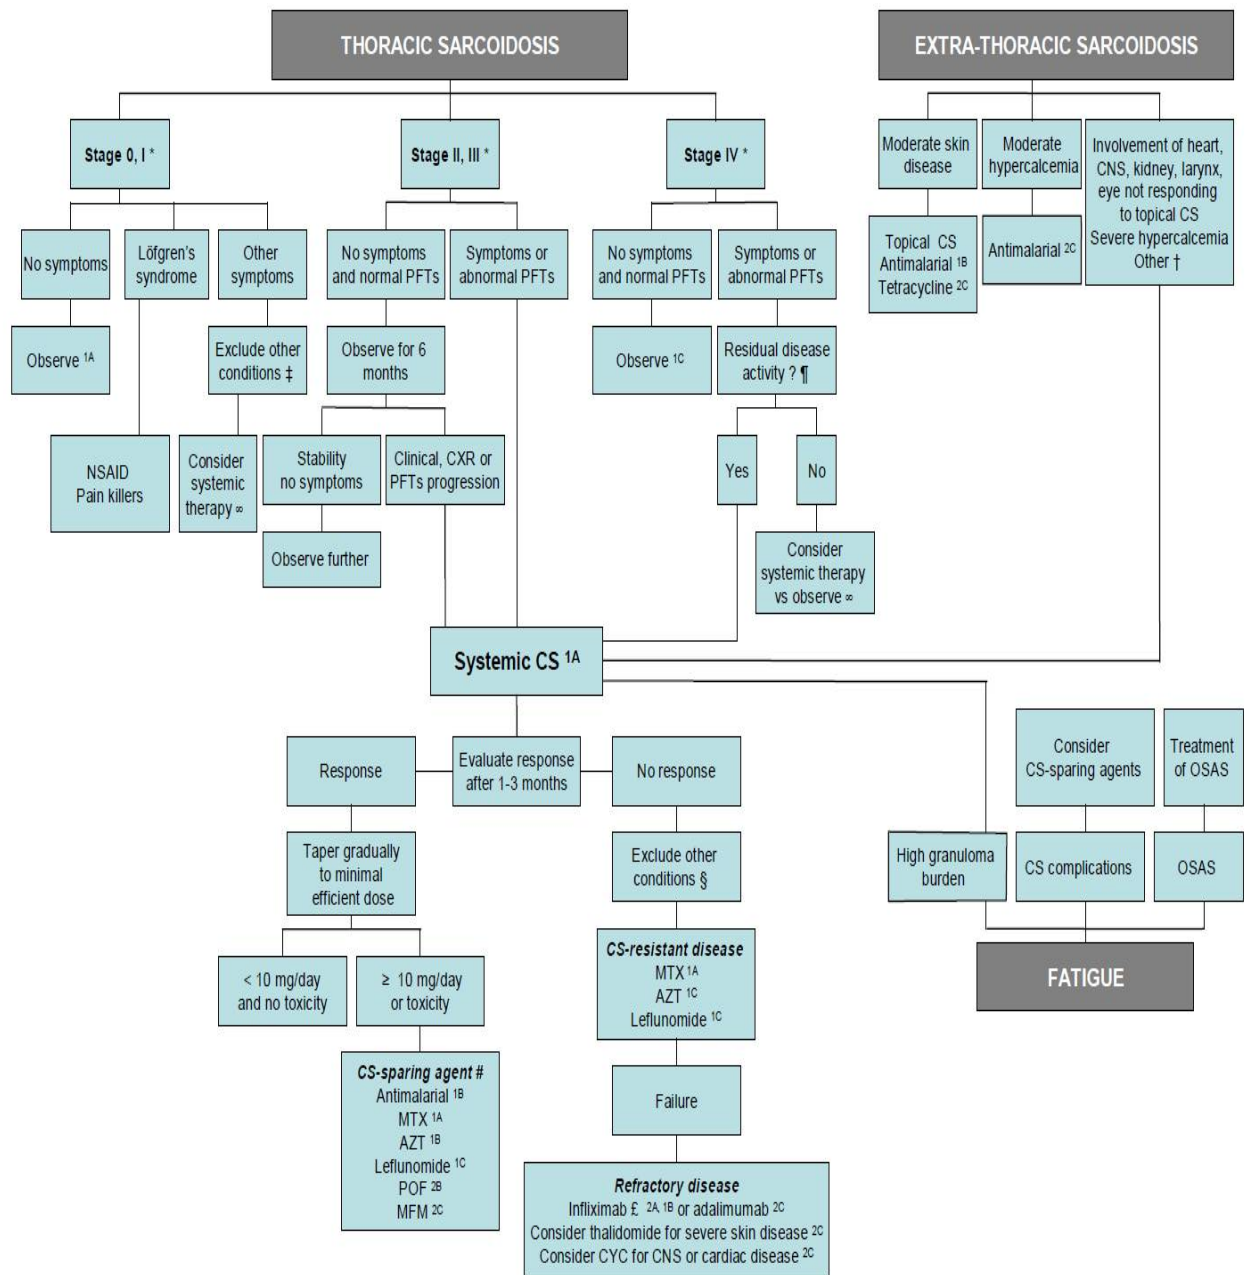 THORACIC SARCOIDOSIS
EXTRA-THORACIC SARCOIDOSIS
Stage 0, I *
Stage II, III *
Stage IV *
Moderate skin
disease
Moderate
hypercalcemia
Involvement of heart,
CNS, kidney, larynx,
eye not responding
to topical CS
Severe hypercalcemia
Other †
No symptoms
Löfgren's
syndrome
Other
symptoms
No symptoms
and normal PFTs
Symptoms or
abnormal PFTs
No symptoms
and normal PFTs
Symptoms or
abnormal PFTs
Topical CS
Antimalarial 1B
Tetracycline 2C
Antimalarial 2C
Observe 1A
Exclude other
conditions ‡
Observe for 6
months
Observe 1C
Residual disease
activity ? ¶
NSAID
Pain killers
Consider
systemic
therapy ∞
Stability
no symptoms
Clinical, CXR or
PFTs progression
Yes
No
Observe further
Consider
systemic therapy
vs observe ∞
Systemic CS 1A
Response
Evaluate response
after 1-3 months
No response
Consider
CS-sparing agents
Treatment
of OSAS
Taper gradually
to minimal
efficient dose
Exclude other
conditions §
High granuloma
burden
CS complications
OSAS
< 10 mg/day
and no toxicity
≥ 10 mg/day
or toxicity
CS-resistant disease
MTX 1A
AZT 1C
Leflunomide 1C
FATIGUE
CS-sparing agent #
Antimalarial 1B
MTX 1A
AZT 1B
Leflunomide 1C
POF 2B
MFM 2C
Failure
Refractory disease
Infliximab £ 2A, 1B or adalimumab 2C
Consider thalidomide for severe skin disease 2C
Consider CYC for CNS or cardiac disease 2C